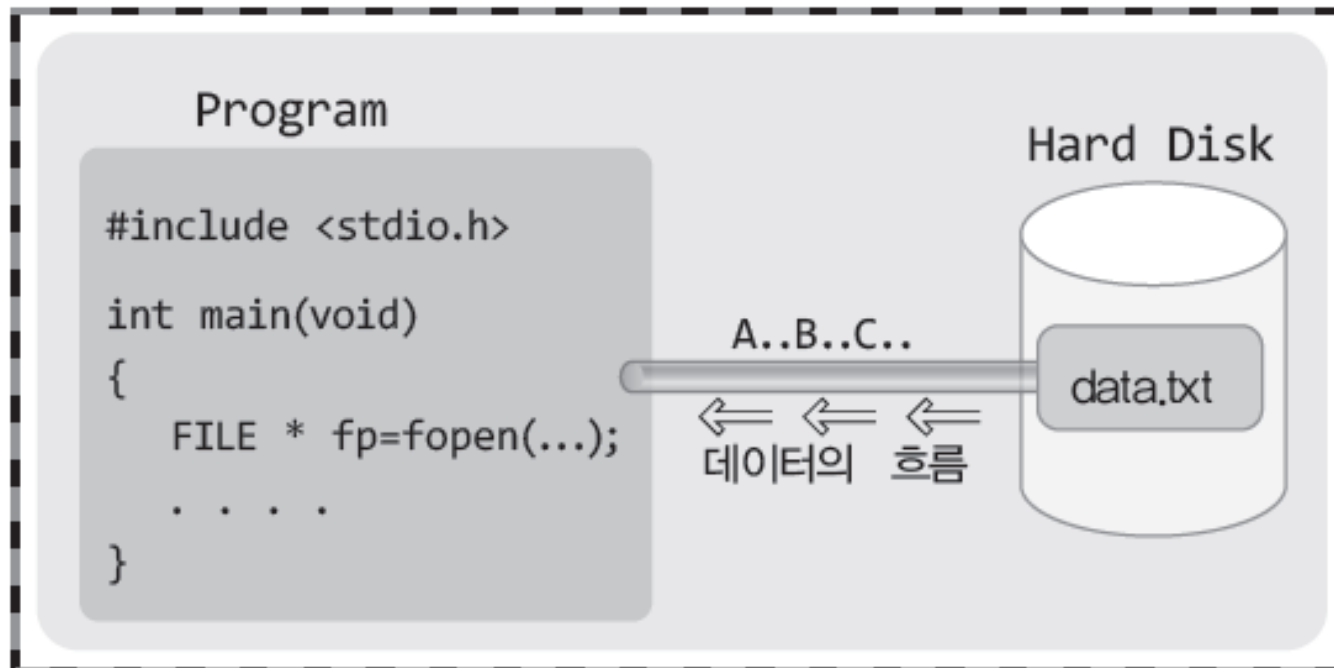 Program
#include <stdio.h>
int main(void)
{
FILE * fp=fopen(...);
. . . .
}
A..B..C..
데이터의 흐름
Hard Disk
data.txt